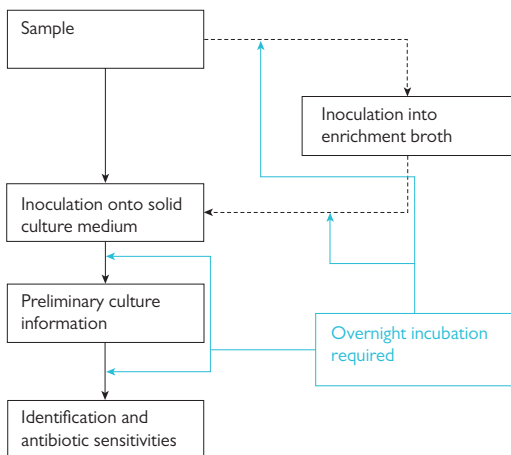 Sample
Inoculation into
enrichment broth
Inoculation onto solid
culture medium
Preliminary culture
information
Overnight incubation
required
Identification and
antibiotic sensitivities